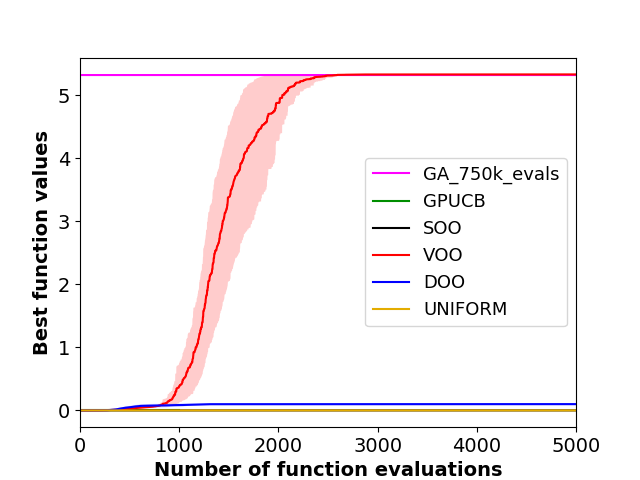 Best function values
5
4
3
2
1
0
GA_750k_evals
GPUCB
SOO
VOO
DOO
UNIFORM
0 1000 2000 3000 4000 5000
Number of function evaluations